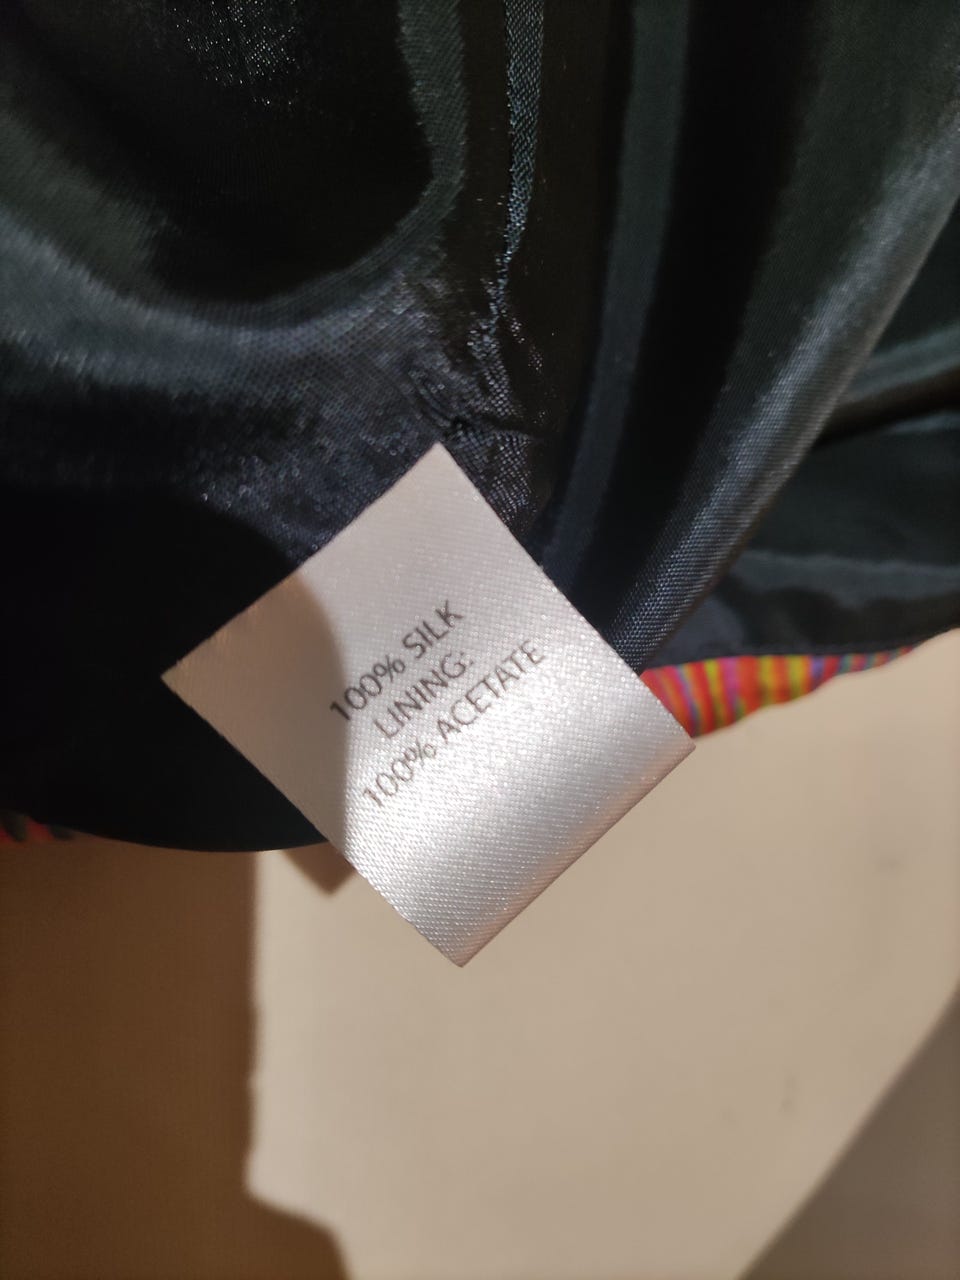 100% SILK
LINING:
100% ACETATE